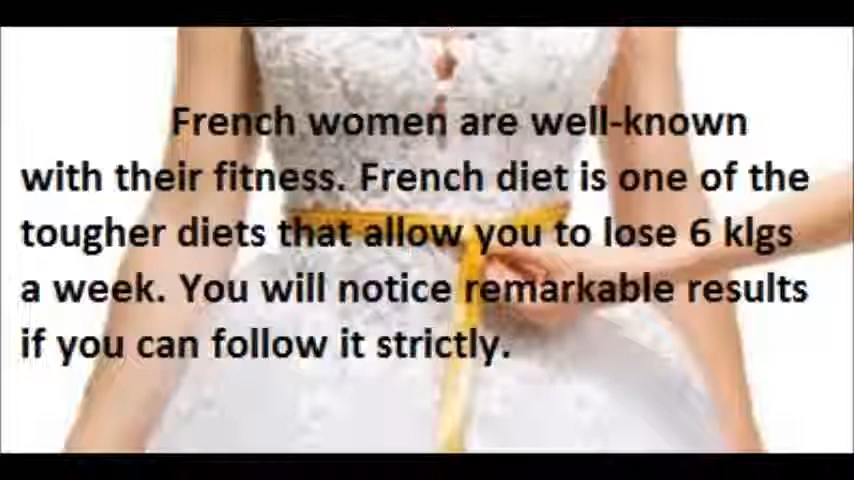 French women are well-known
with their fitness. French diet is one of the
tougher diets that allow you to lose 6 klgs
a week. You will notice remarkable results
if you can follow it strictly.